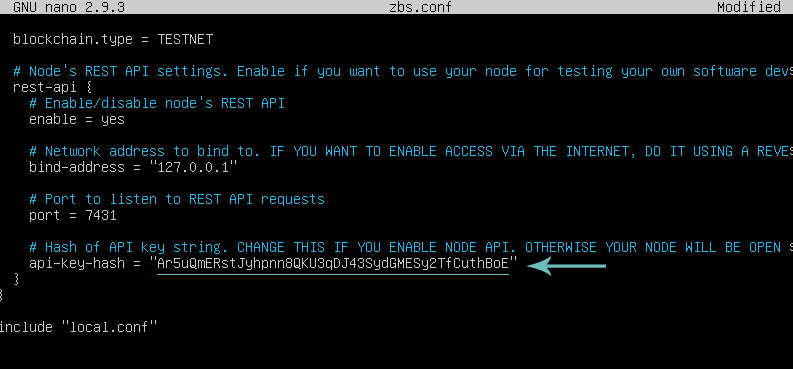 GNU nano 2.9.3 zbs.conf Modified
blockchain.type = TESTNET
# Node's REST API settings. Enable if you want to use your node for testing your own software dev$
rest-api {
# Enable/disable node's REST API
enable = yes
# Network address to bind to. IF YOU WANT TO ENABLE ACCESS VIA THE INTERNET, DO IT USING A REVE$
bind-address = "127.0.0.1"
# Port to listen to REST API requests
port = 7431
# Hash of API key string. CHANGE THIS IF YOU ENABLE NODE API. OTHERWISE YOUR NODE WILL BE OPEN $
api-key-hash = "Ar5uQmERstJyhpnn8QKU3qDJ43SydGMESy2TfCuthBoE"
}
}
include "local.conf"